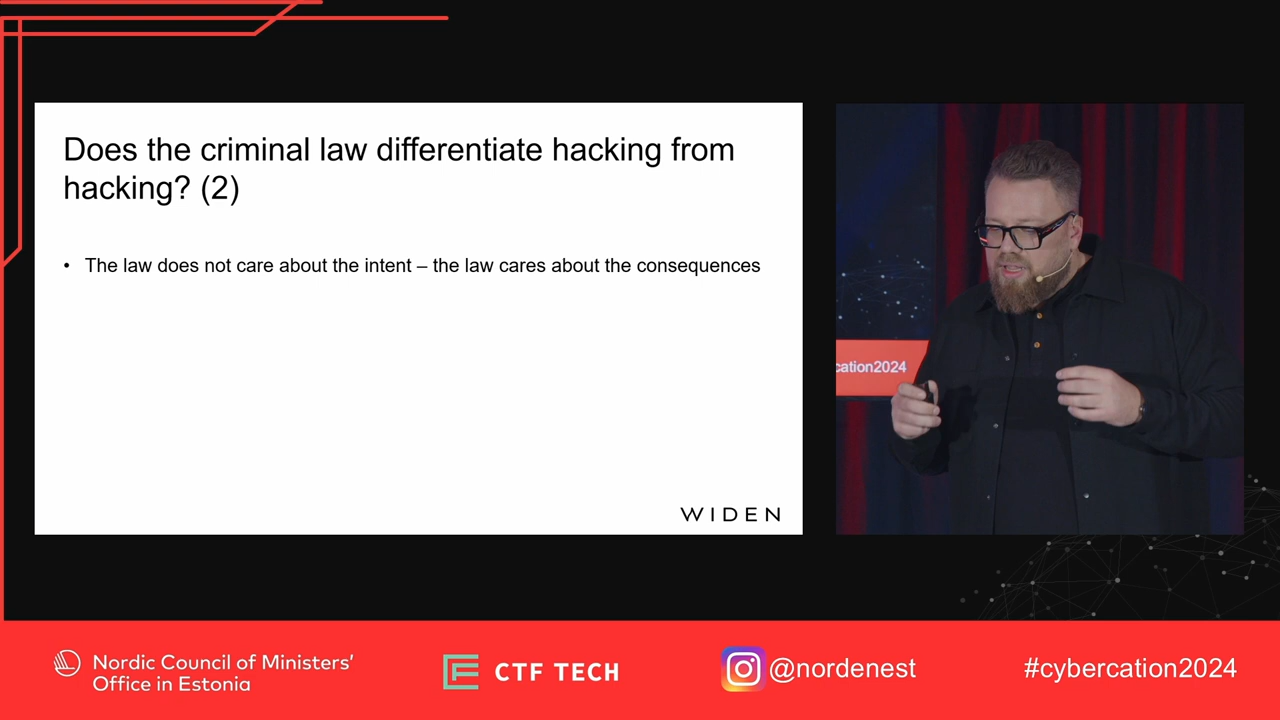 Does the criminal law differentiate hacking from
hacking? (2)
• The law does not care about the intent – the law cares about the consequences
WIDEN
cation2024
Nordic Council of Ministers'
Office in Estonia
CTF TECH
@nordenest
#cybercation2024